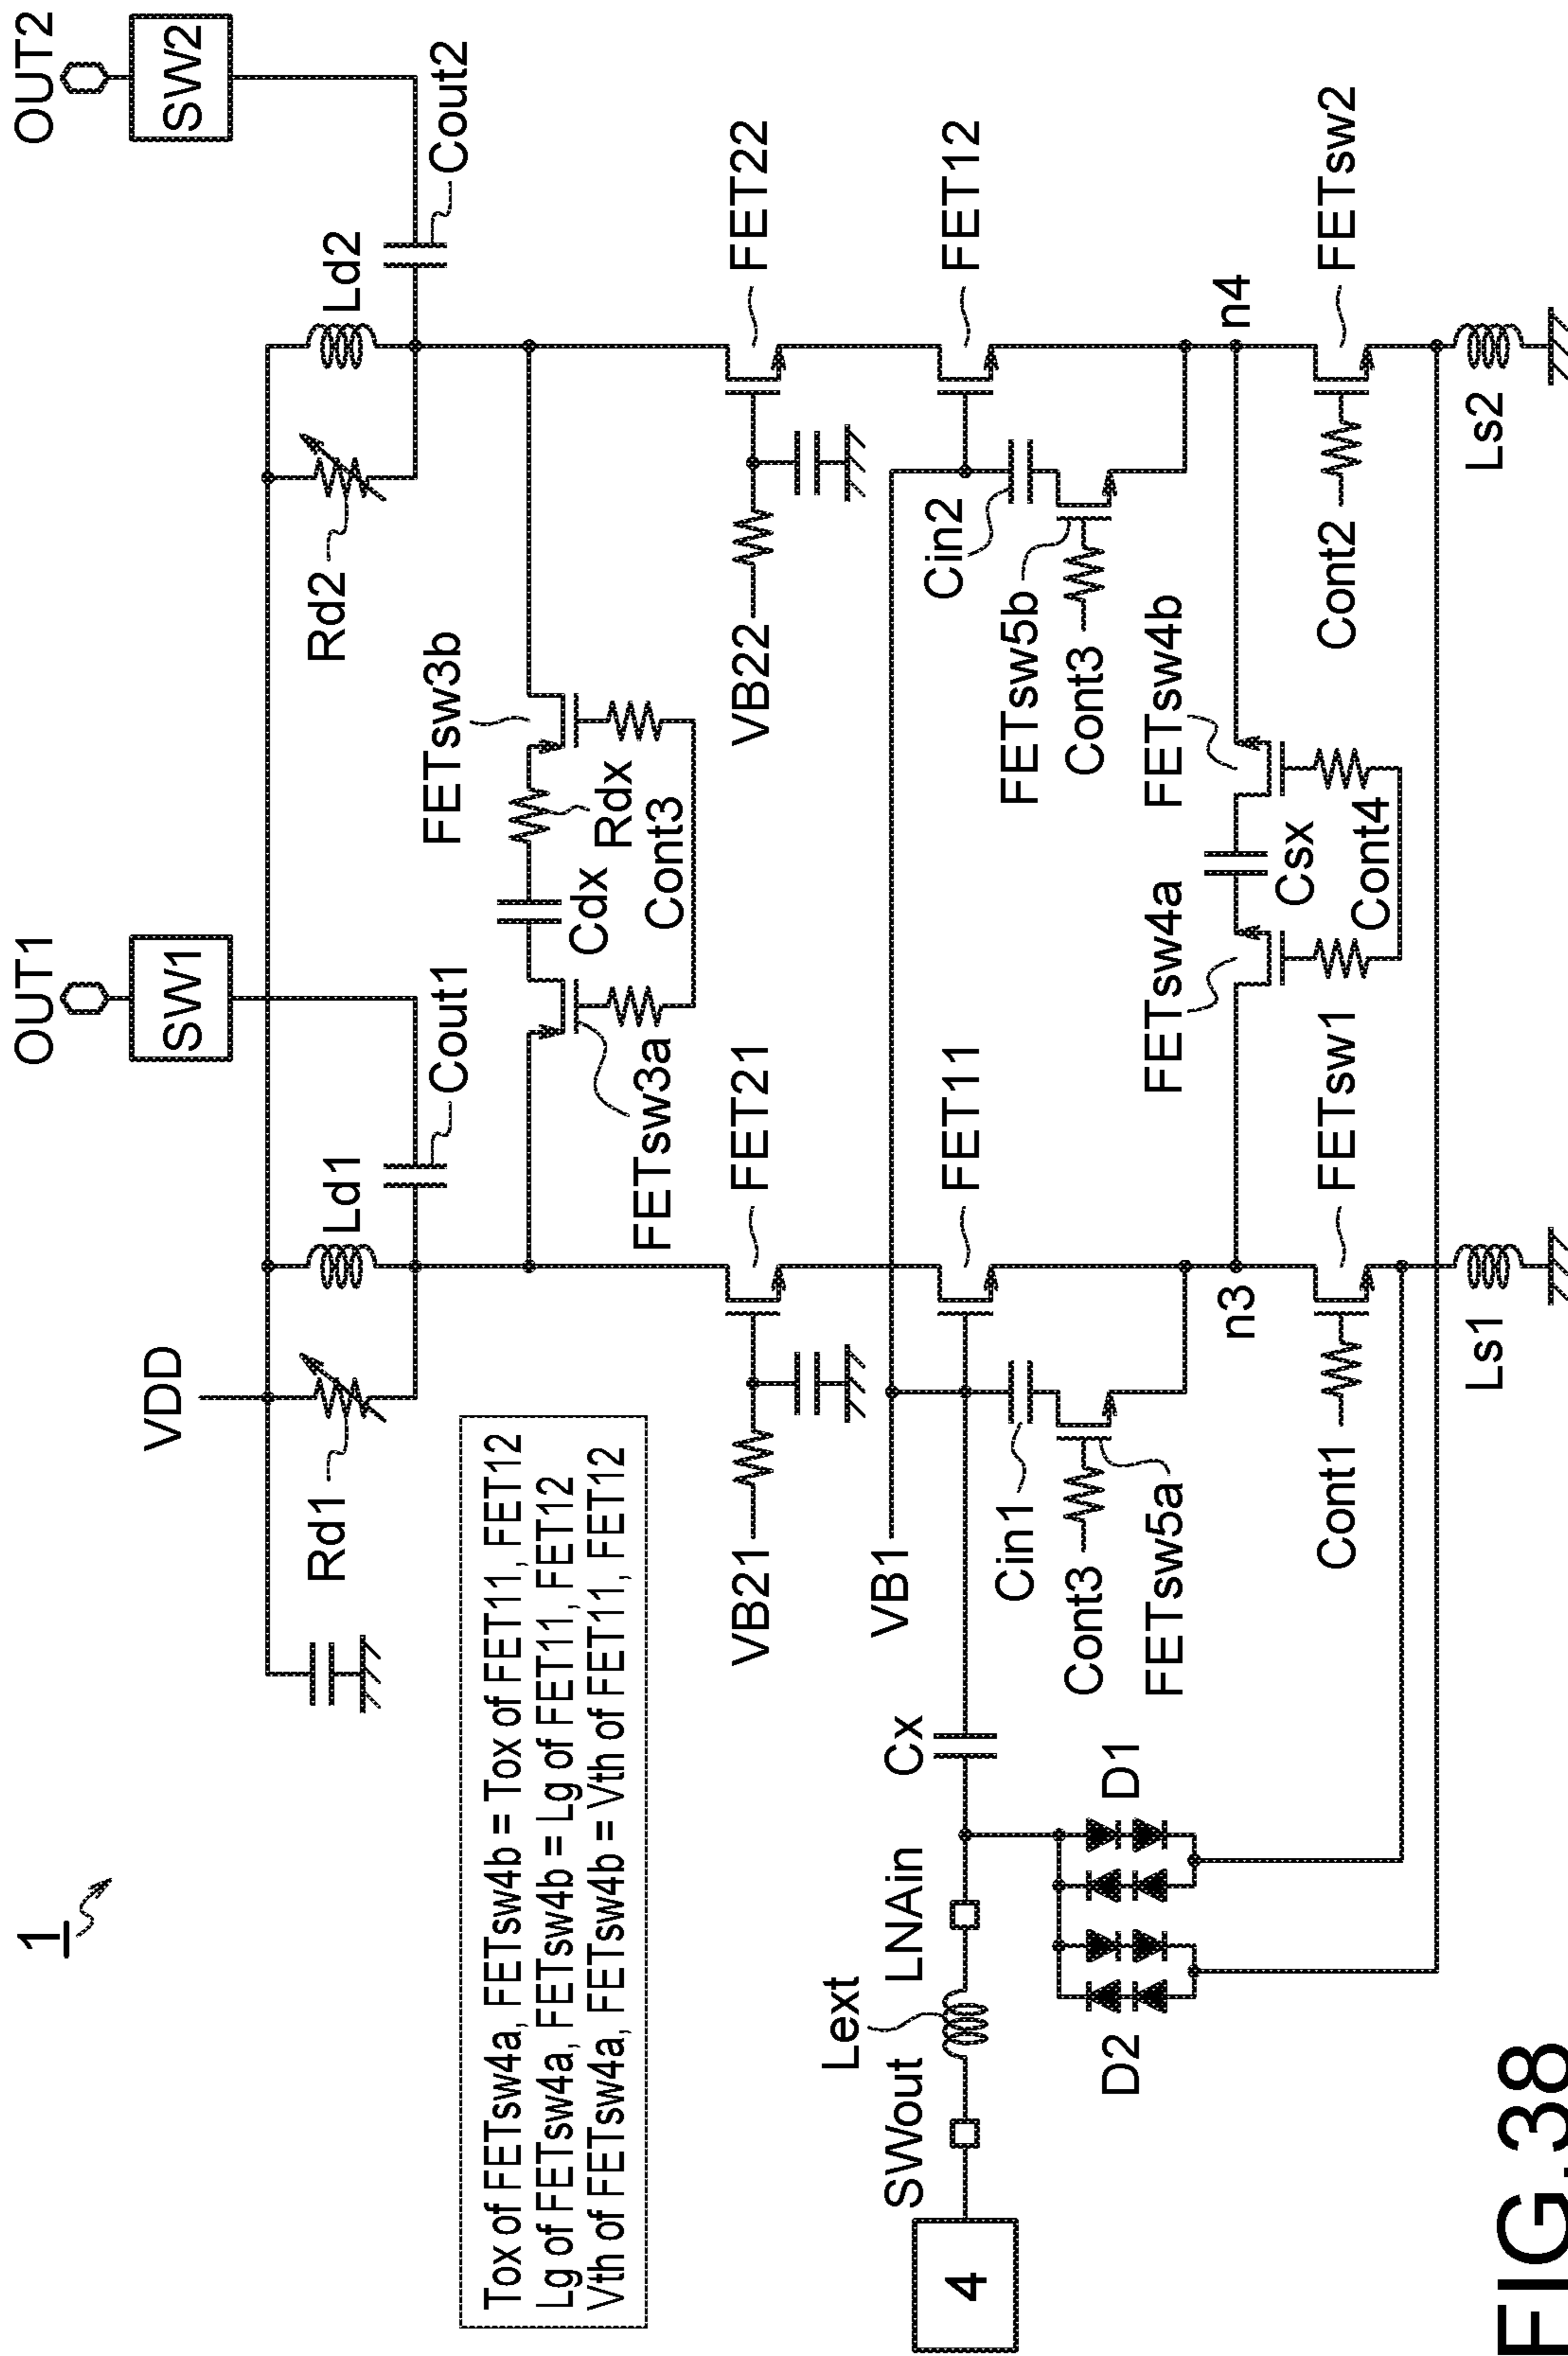 1
OUT1
OUT2
SW1
SW2
VDD
Rd1
Ld1
Cout1
Rd2
Ld2
Cout2
Tox of FETsw4a, FETsw4b = Tox of FET11, FET12
Lg of FETsw4a, FETsw4b = Lg of FET11, FET12
Vth of FETsw4a, FETsw4b = Vth of FET11, FET12
FETsw3a
Cdx
Rdx
Cont3
FETsw3b
VB21
FET21
VB22
FET22
VB1
FET11
FET12
4
SWout
Lext
LNAin
Cx
Cin1
Cont3
FETsw5a
Cin2
FETsw5b
Cont3
D2
D1
FETsw4a
FETsw4b
Csx
Cont4
n3
n4
Cont1
FETsw1
Cont2
FETsw2
Ls1
Ls2
FIG.38